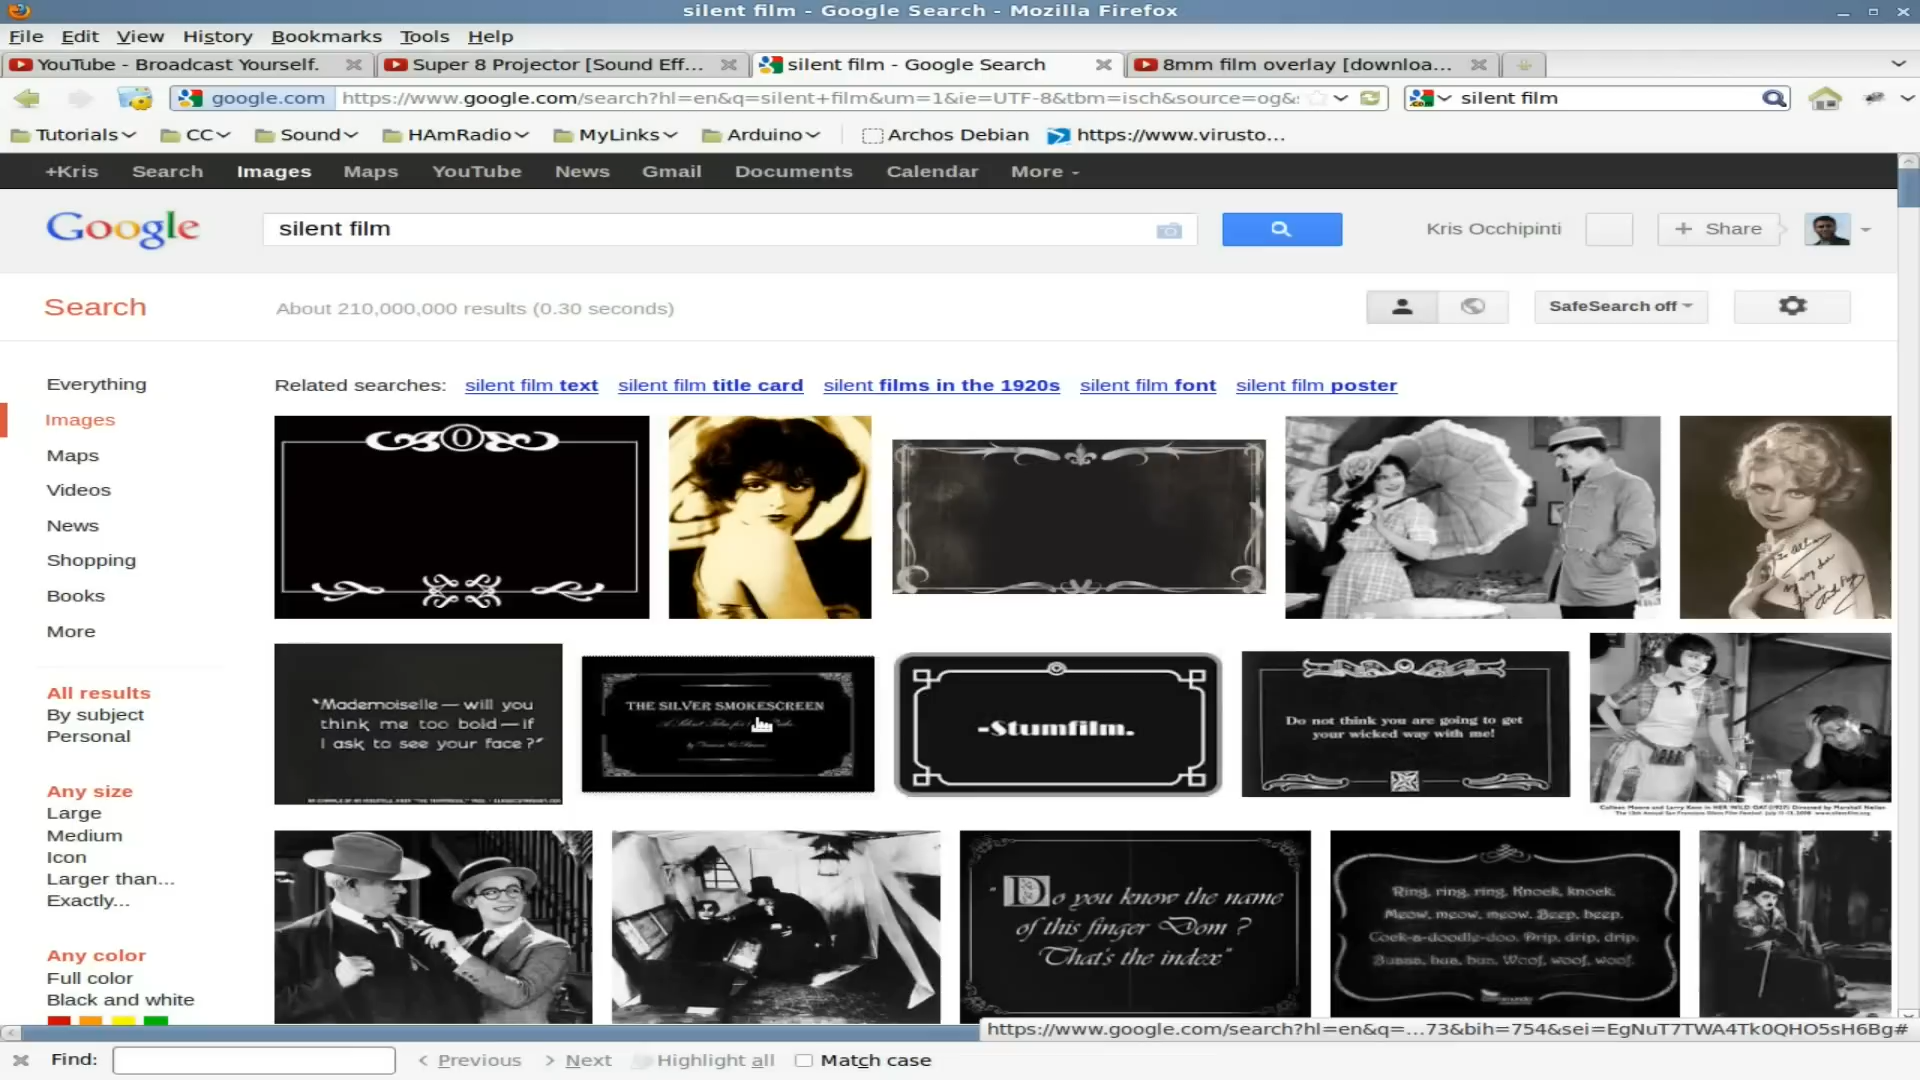 silent film - Google Search - Mozilla Firefox
File Edit View History Bookmarks Tools Help
YouTube - Broadcast Yourself. Super 8 Projector [Sound Eff... silent film - Google Search 8mm film overlay [downloa...
google.com https://www.google.com/search?hl=en&q=silent+film&um=1&ie=UTF-8&tbm=isch&source=og& silent film
Tutorials CC Sound HAmRadio MyLinks Arduino Archos Debian https://www.virusto...
+Kris Search Images Maps YouTube News Gmail Documents Calendar More
Google silent film Kris Occhipinti + Share
Search About 210,000,000 results (0.30 seconds) SafeSearch off
Related searches: silent film text silent film title card silent films in the 1920s silent film font silent film poster
Everything
Images
Maps
Videos
News
Shopping
Books
More
All results
By subject
Personal
Any size
Large
Medium
Icon
Larger than...
Exactly...
Any color
Full color
Black and white
"Mademoiselle — will you
think me too bold — if
I ask to see your face?"
THE SILVER SMOKESCREEN
-Stumfilm.
Do not think you are going to get
your wicked way with me!
"Do you know the name
of this finger Dom?
That's the index"
Ring, ring, ring. Knock, knock.
Meow, meow, meow. Beep, beep.
Cock-a-doodle-doo. Drip, drip, drip.
Woof, woof, woof.
https://www.google.com/search?hl=en&q=...73&bih=754&sei=EgNuT7TWA4Tk0QHO5sH6Bg#
Find: Previous Next Highlight all Match case